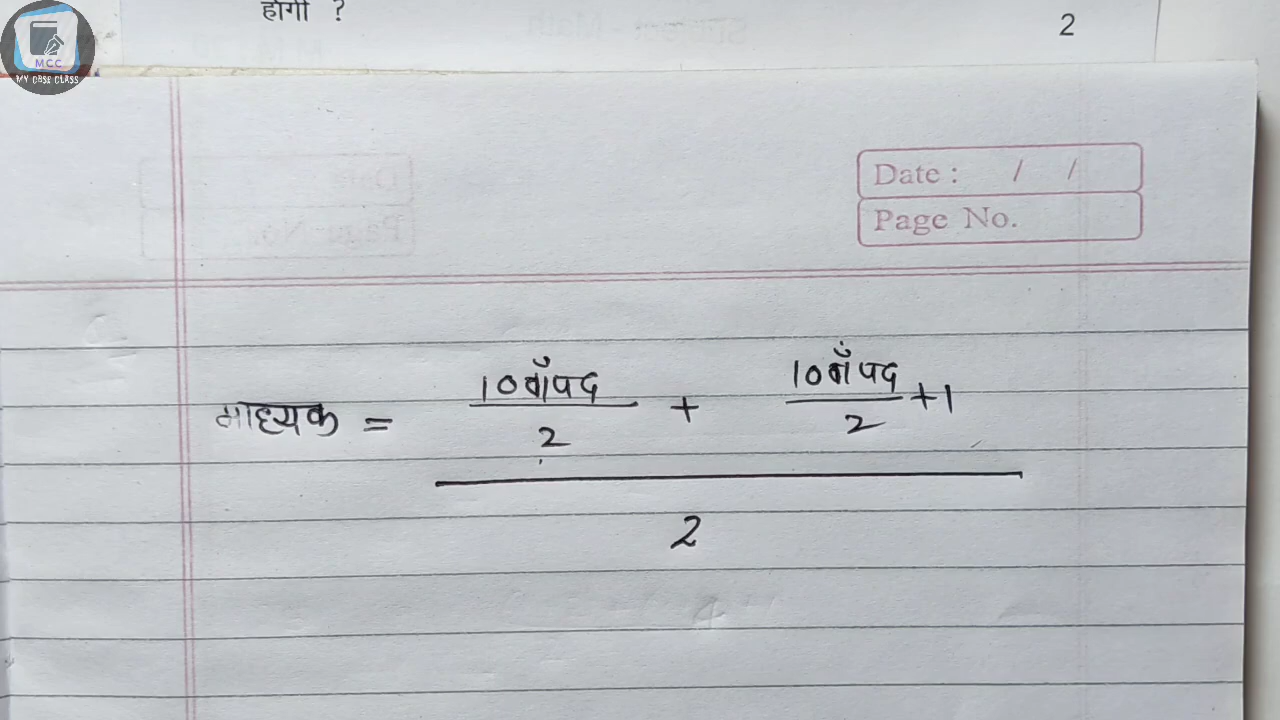 होगी ?
2
MCC
MY CBSE CLASS
Date : / /
Page No.
माध्यक = 10वाँ पद/2 + 10वाँ पद/2 + 1
2